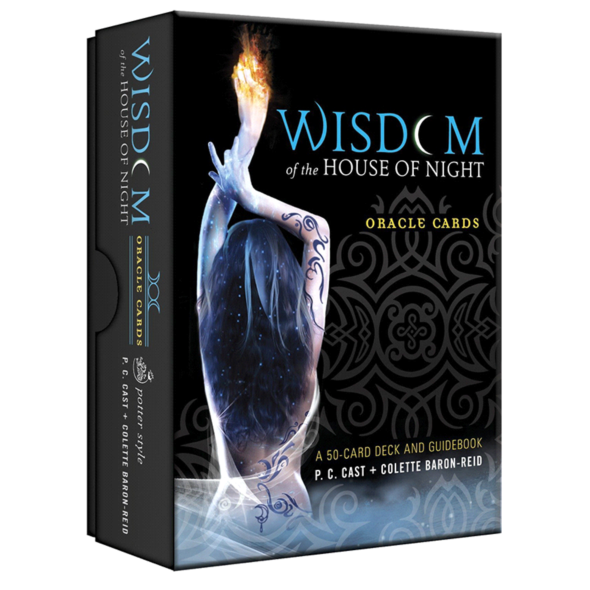 WISDOM
of the HOUSE OF NIGHT
ORACLE CARDS
A 50-CARD DECK AND GUIDEBOOK
P. C. CAST + COLETTE BARON-REID
WISDOM
of the HOUSE OF NIGHT
ORACLE CARDS
potter style
P. C. CAST + COLETTE BARON-REID